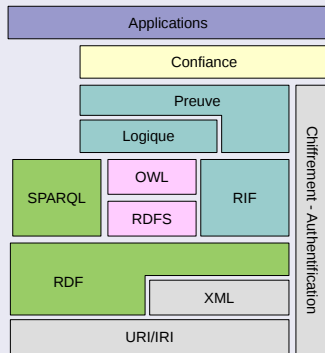 Applications
Confiance
Preuve
Logique
SPARQL
OWL
RDFS
RIF
RDF
XML
URI/IRI
Chiffrement - Authentification